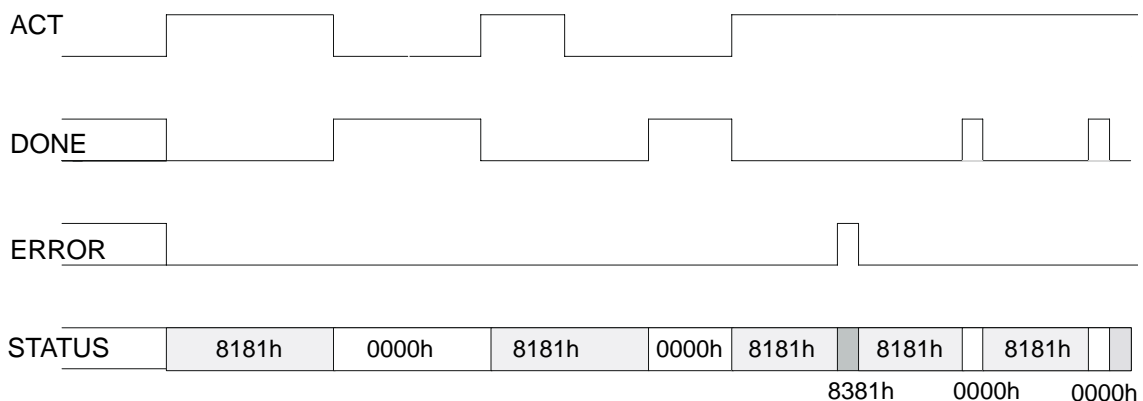 ACT
DONE
ERROR
STATUS 8181h 0000h 8181h 0000h 8181h 8181h 8181h
8381h 0000h 0000h